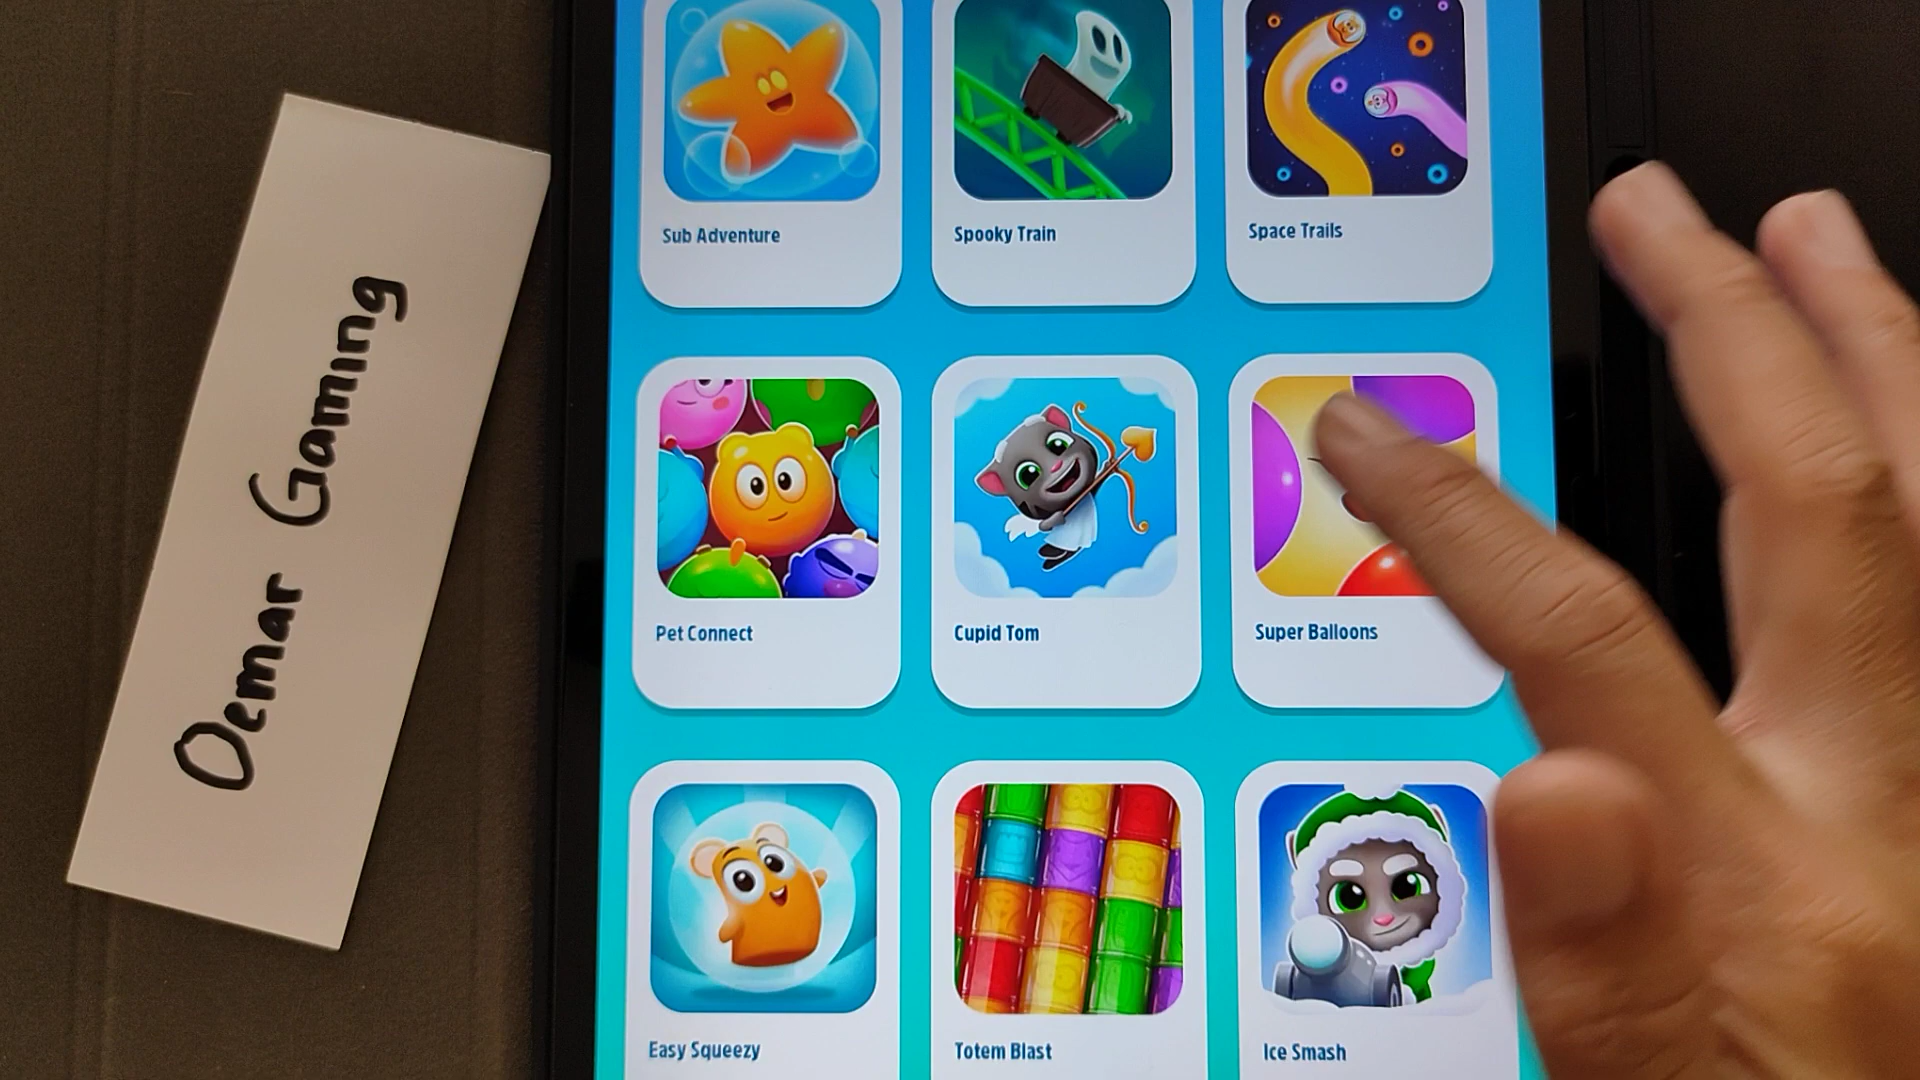 Demar Gaming
Sub Adventure
Spooky Train
Space Trails
Pet Connect
Cupid Tom
Super Balloons
Easy Squeezy
Totem Blast
Ice Smash